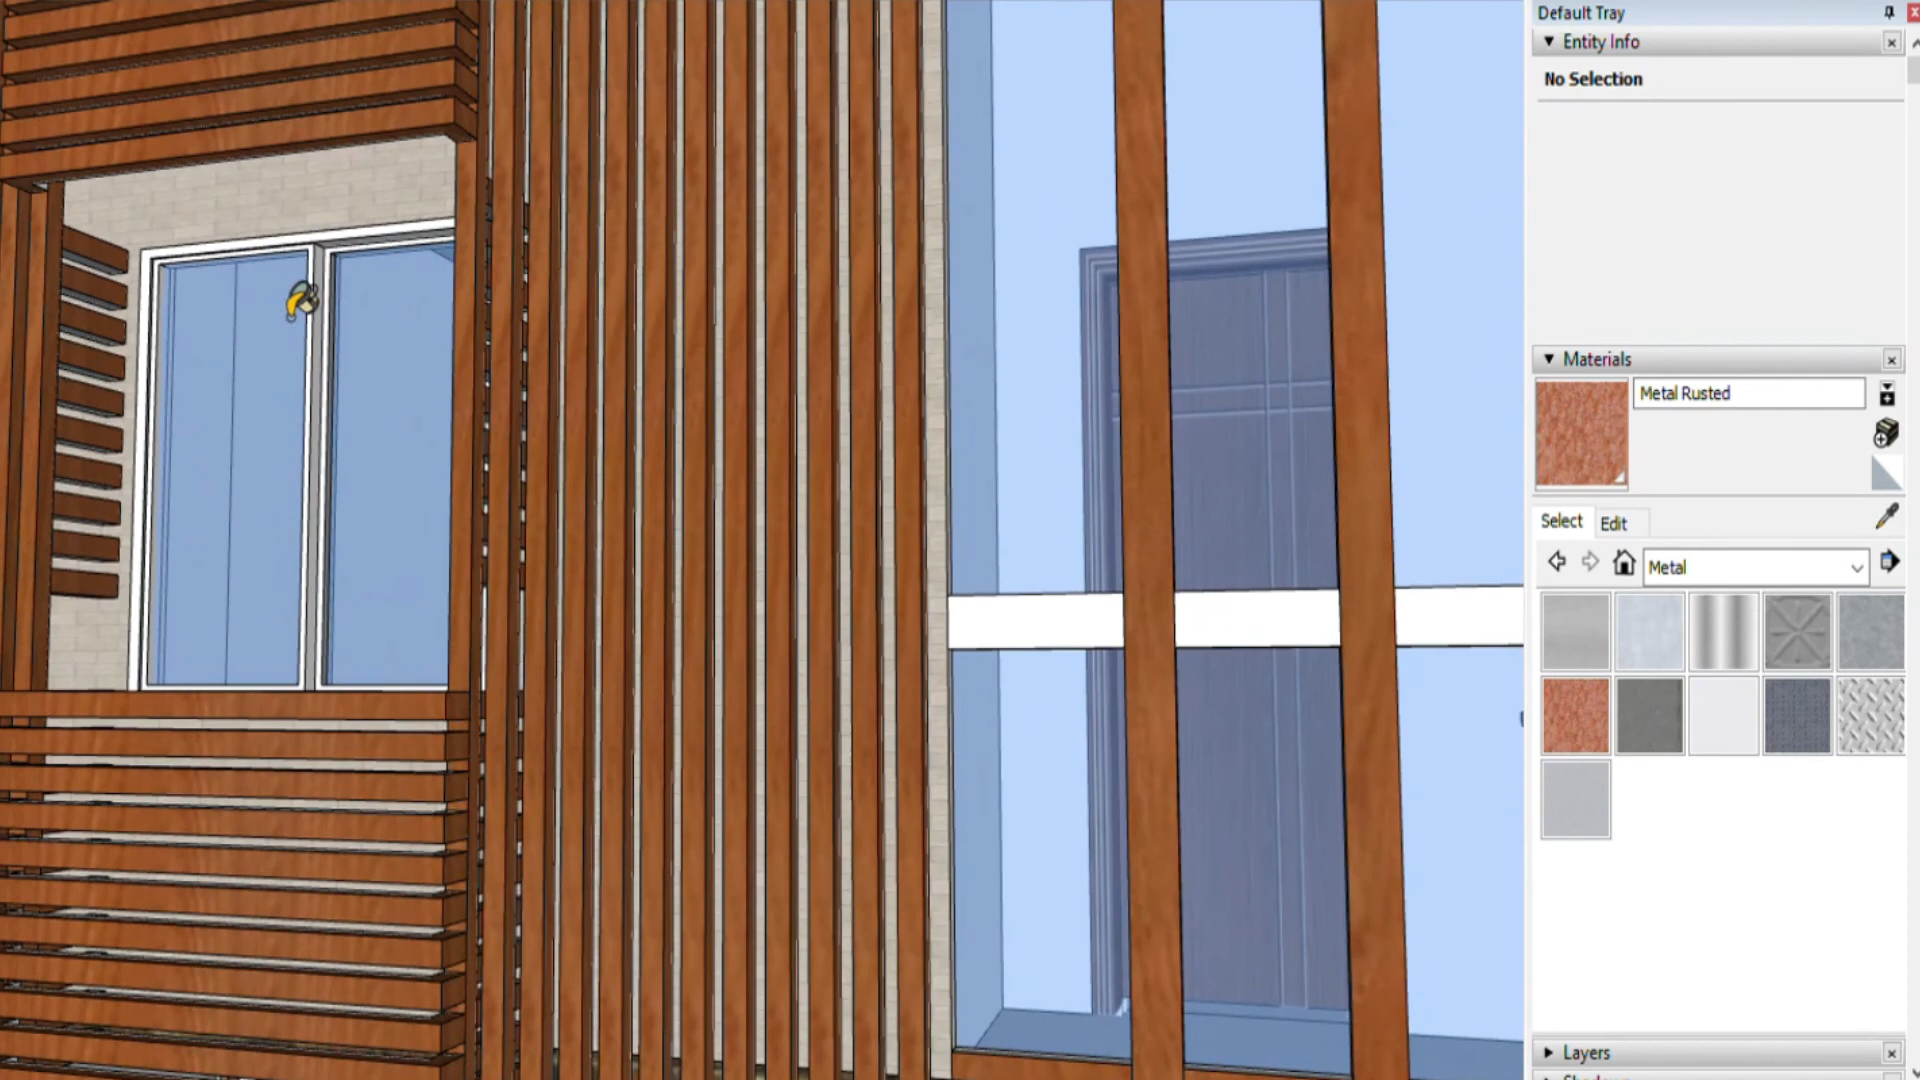 Default Tray
Entity Info
No Selection
Materials
Metal Rusted
Select
Edit
Metal
Layers